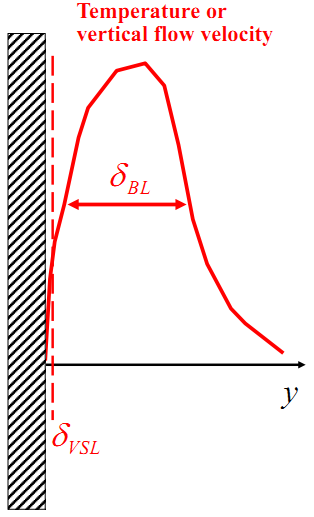 Temperature or
vertical flow velocity
δBL
y
δVSL